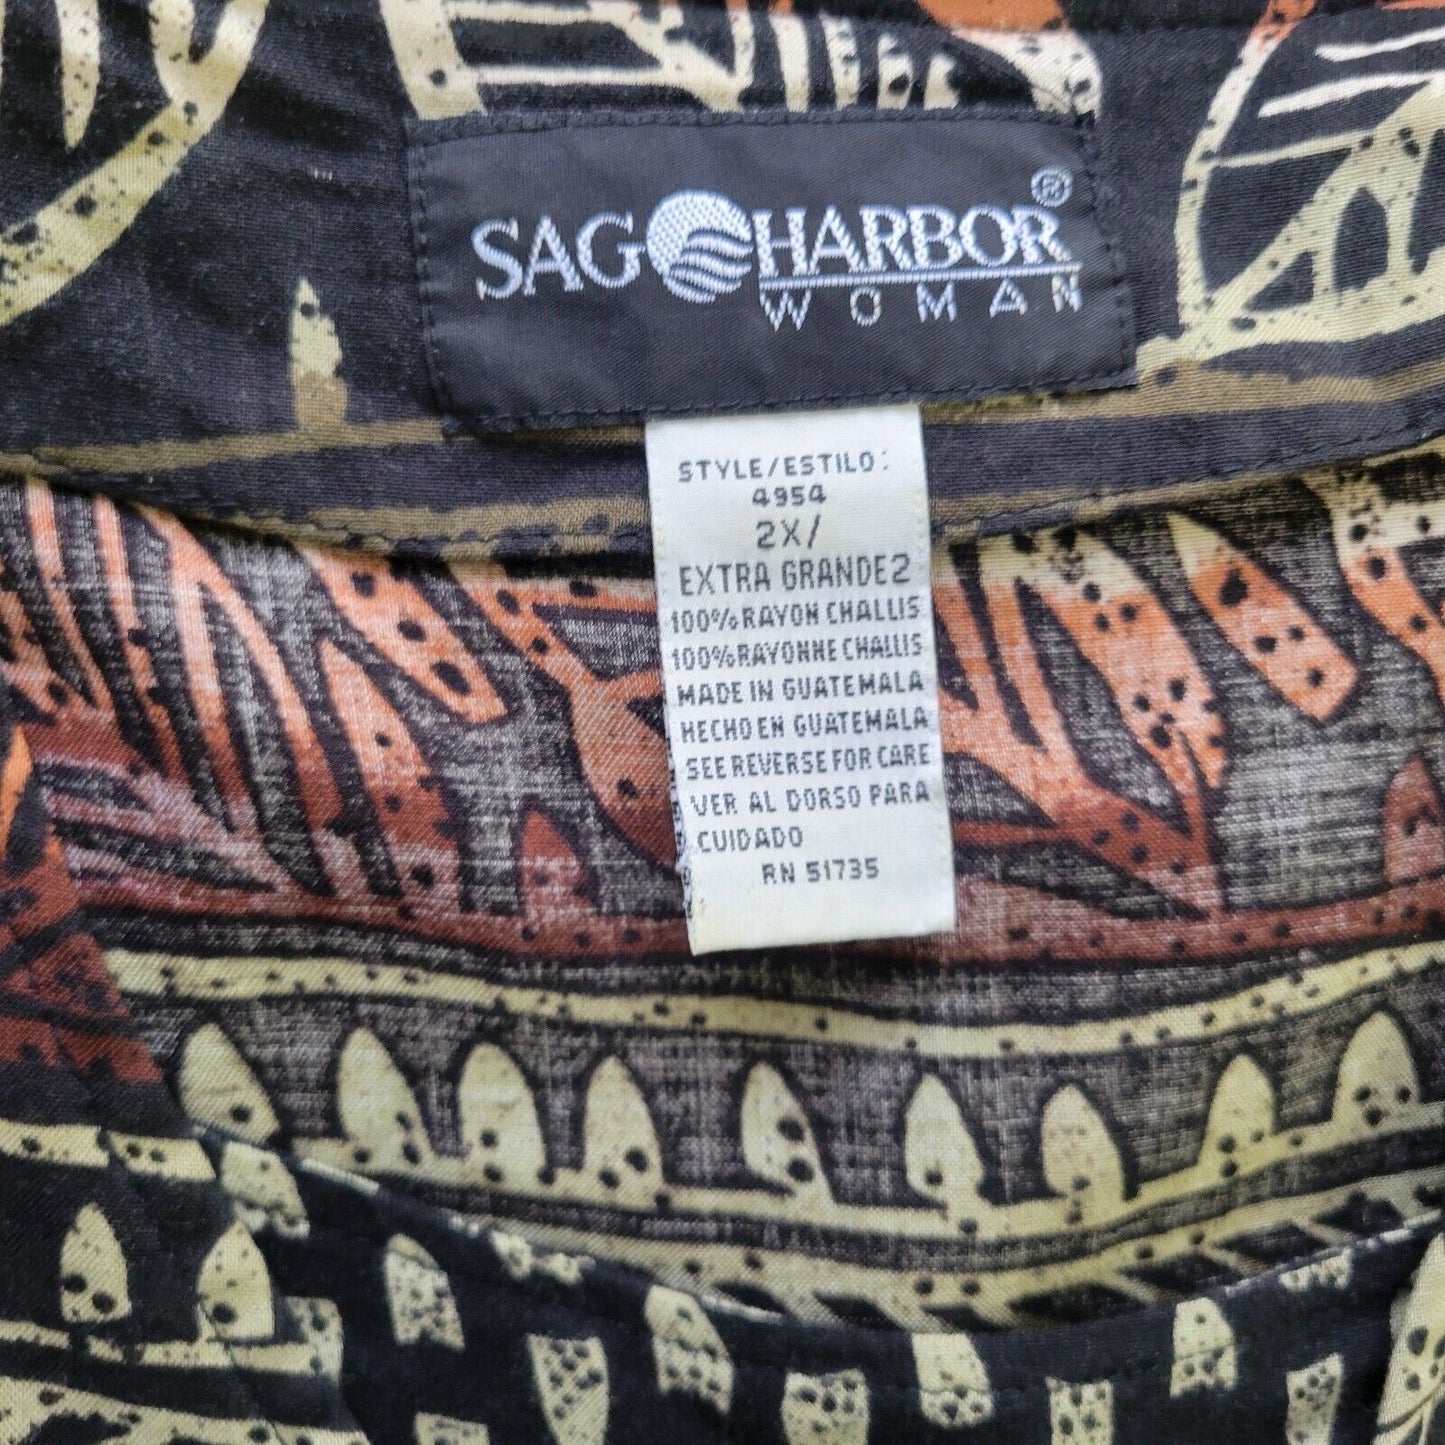 SAG HARBOR®
WOMAN
STYLE/ESTILO:
4954
2X/
EXTRA GRANDE2
100%RAYON CHALLIS
100%RAYONNE CHALLIS
MADE IN GUATEMALA
HECHO EN GUATEMALA
SEE REVERSE FOR CARE
VER AL DORSO PARA
CUIDADO
RN 51735